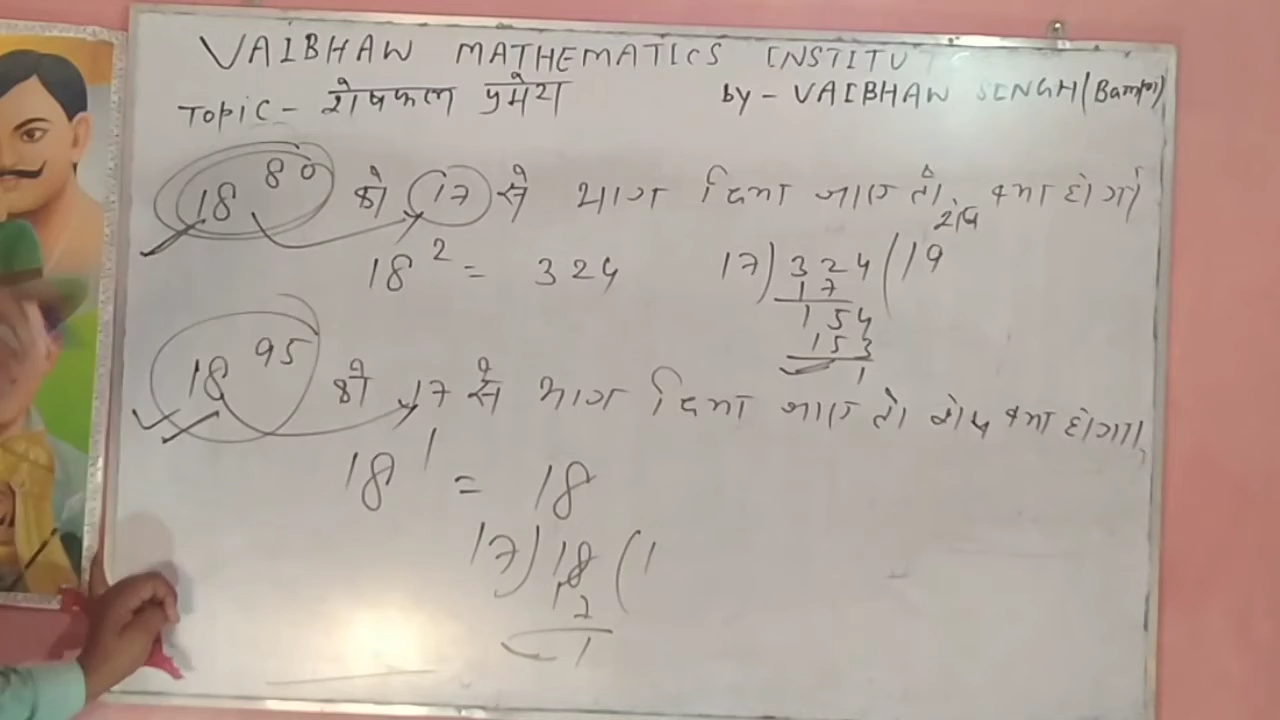 VAIBHAW MATHEMATICS INSTITU
Topic - शेषफल प्रमेय by - VAIBHAW SINGH
18^80 को 17 से भाग दिया जाए तो शेष क्या होगा
18^2 = 324
17) 324 (19
17
154
153
1
18^95 को 17 से भाग दिया जाए तो शेष क्या होगा
18^1 = 18
17) 18 (1
17
1